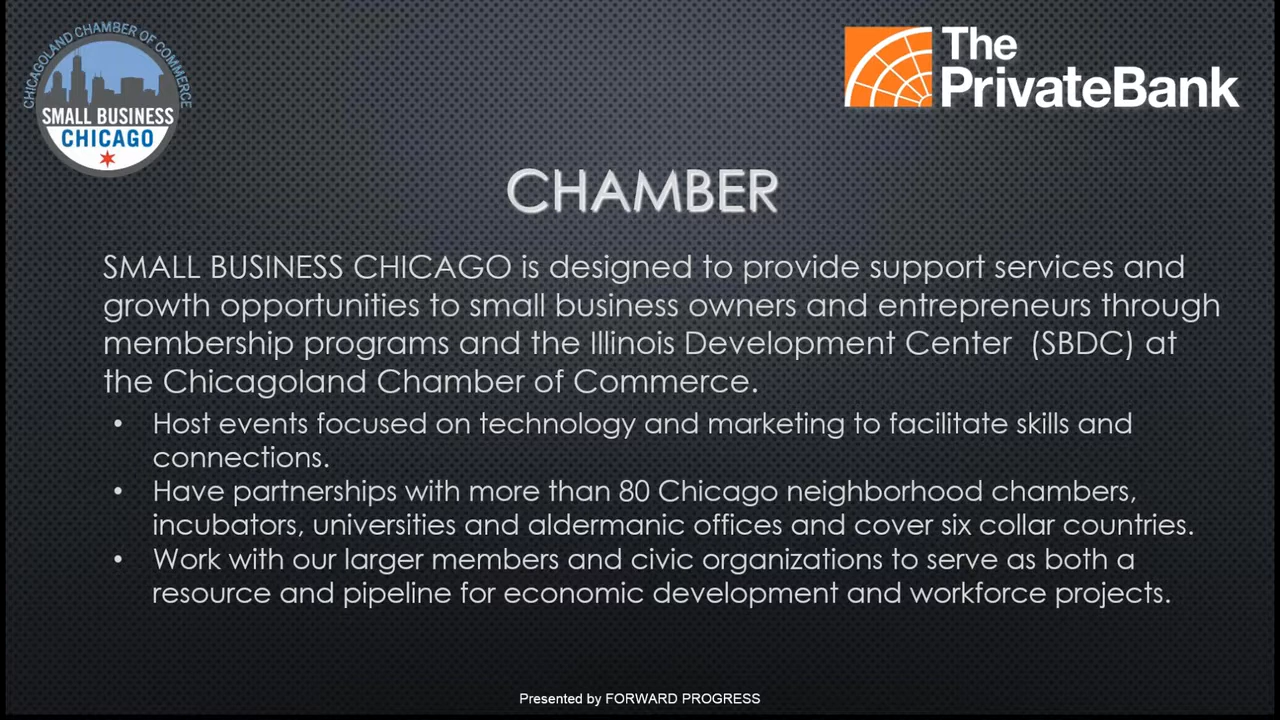 CHICAGOLAND CHAMBER OF COMMERCE
SMALL BUSINESS
CHICAGO
The
PrivateBank
CHAMBER
SMALL BUSINESS CHICAGO is designed to provide support services and
growth opportunities to small business owners and entrepreneurs through
membership programs and the Illinois Development Center (SBDC) at
the Chicagoland Chamber of Commerce.
• Host events focused on technology and marketing to facilitate skills and
connections.
• Have partnerships with more than 80 Chicago neighborhood chambers,
incubators, universities and aldermanic offices and cover six collar countries.
• Work with our larger members and civic organizations to serve as both a
resource and pipeline for economic development and workforce projects.
Presented by FORWARD PROGRESS